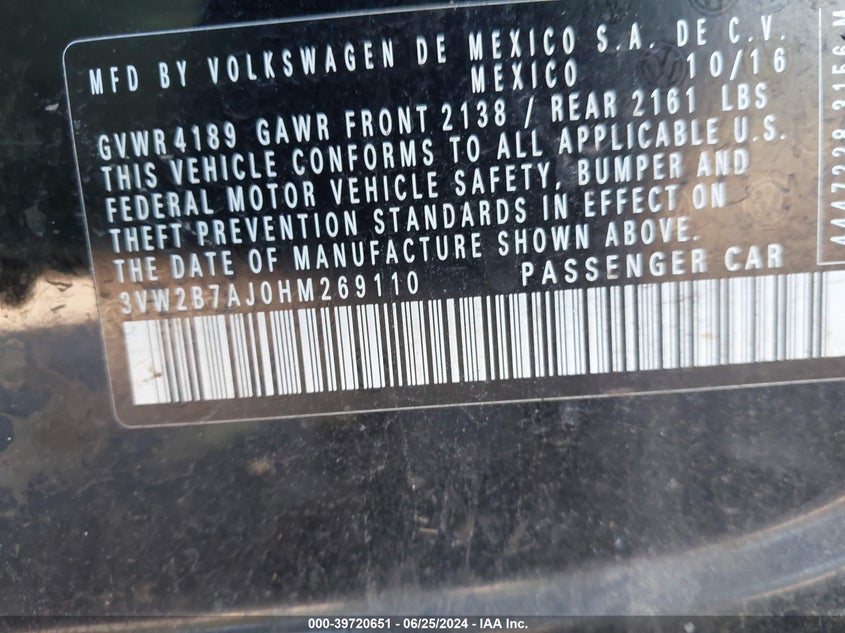 MFD BY VOLKSWAGEN DE MEXICO S.A. DE C.V.
MEXICO 10/16
GVWR 4189 GAWR FRONT 2138 / REAR 2161 LBS
THIS VEHICLE CONFORMS TO ALL APPLICABLE U.S.
FEDERAL MOTOR VEHICLE SAFETY, BUMPER AND
THEFT PREVENTION STANDARDS IN EFFECT ON
THE DATE OF MANUFACTURE SHOWN ABOVE.
3VW2B7AJ0HM269110 PASSENGER CAR
000-39720651 / 06/25/2024 - IAA Inc.